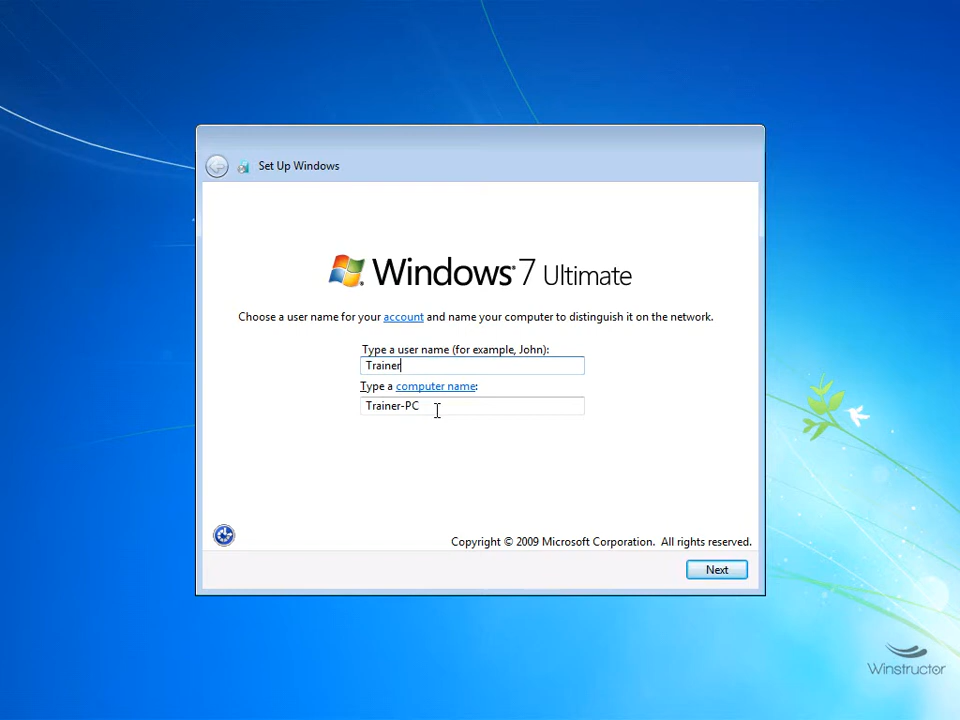 Set Up Windows
Windows 7 Ultimate
Choose a user name for your account and name your computer to distinguish it on the network.
Type a user name (for example, John):
Trainer
Type a computer name:
Trainer-PC
Copyright © 2009 Microsoft Corporation. All rights reserved.
Next
Winstructor